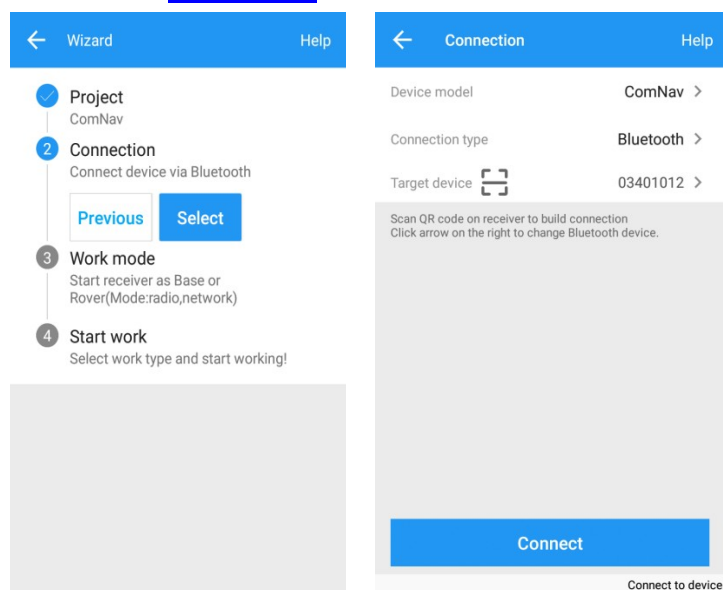 Wizard
Help
Project
ComNav
2
Connection
Connect device via Bluetooth
Previous
Select
3
Work mode
Start receiver as Base or
Rover(Mode:radio,network)
4
Start work
Select work type and start working!
Connection
Help
Device model
ComNav >
Connection type
Bluetooth >
Target device
03401012 >
Scan QR code on receiver to build connection
Click arrow on the right to change Bluetooth device.
Connect
Connect to device